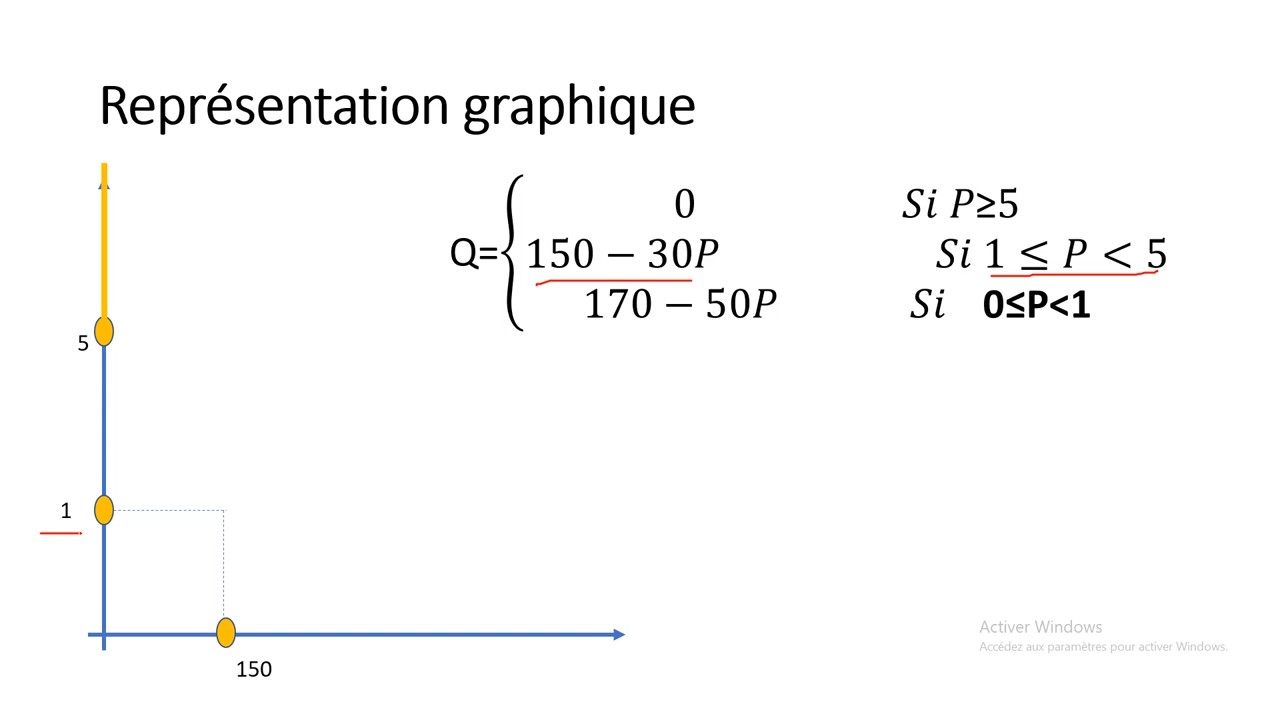 Représentation graphique
0 Si P≥5
Q= 150 − 30P Si 1 ≤ P < 5
170 − 50P Si 0≤P<1
5
1
150
Activer Windows
Accédez aux paramètres pour activer Windows.